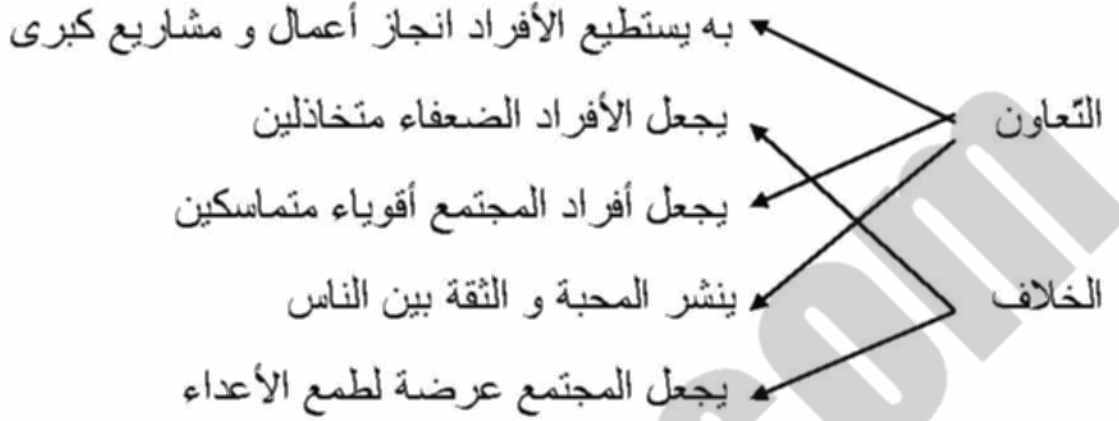 به يستطيع الأفراد انجاز أعمال و مشاريع كبرى
التّعاون
يجعل الأفراد الضعفاء متخاذلين
يجعل أفراد المجتمع أقوياء متماسكين
الخلاف
ينشر المحبة و الثقة بين الناس
يجعل المجتمع عرضة لطمع الأعداء
com